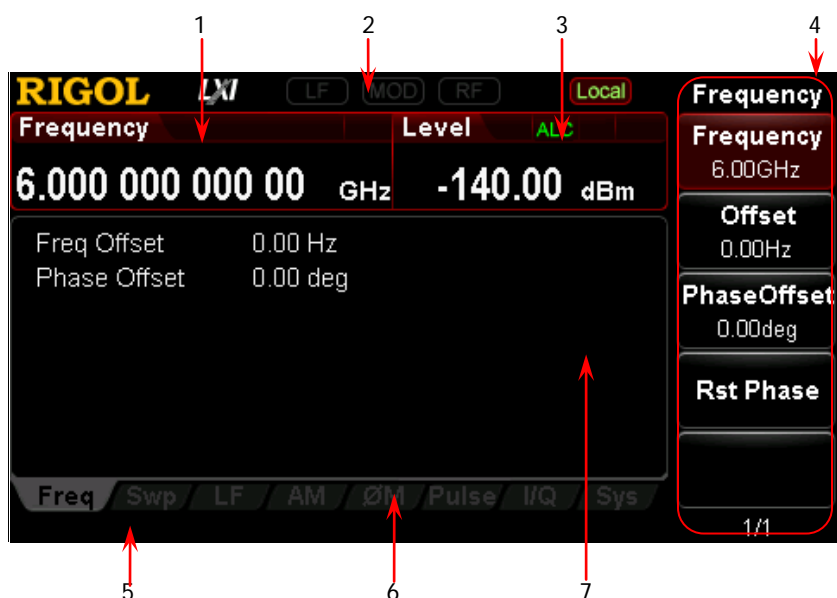 1 2 3 4
RIGOL LXI LF MOD RF Local
Frequency Level ALC
6.000 000 000 00 GHz -140.00 dBm
Freq Offset 0.00 Hz
Phase Offset 0.00 deg
Frequency
Frequency
6.00GHz
Offset
0.00Hz
PhaseOffset
0.00deg
Rst Phase
1/1
Freq Swp LF AM ØM Pulse I/Q Sys
5 6 7